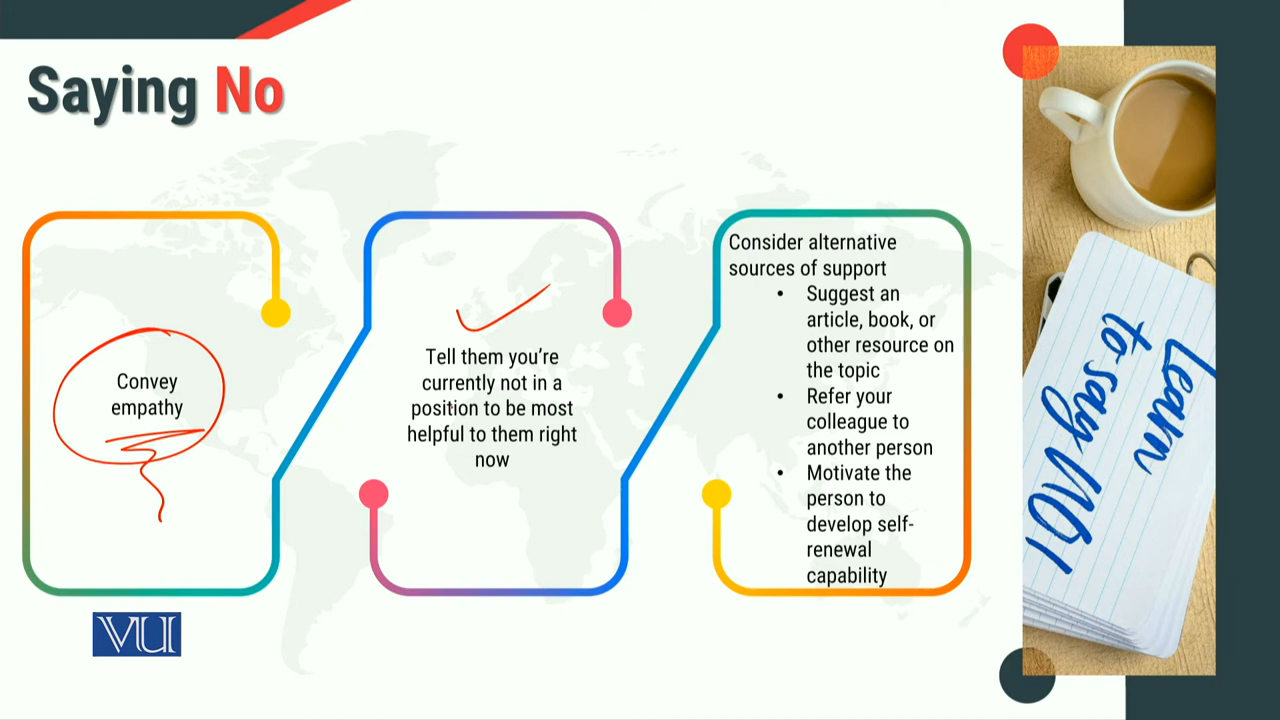 Saying No
Convey
empathy
Tell them you're
currently not in a
position to be most
helpful to them right
now
Consider alternative
sources of support
• Suggest an
article, book, or
other resource on
the topic
• Refer your
colleague to
another person
• Motivate the
person to
develop self-
renewal
capability
VU
Learn
to say NO!